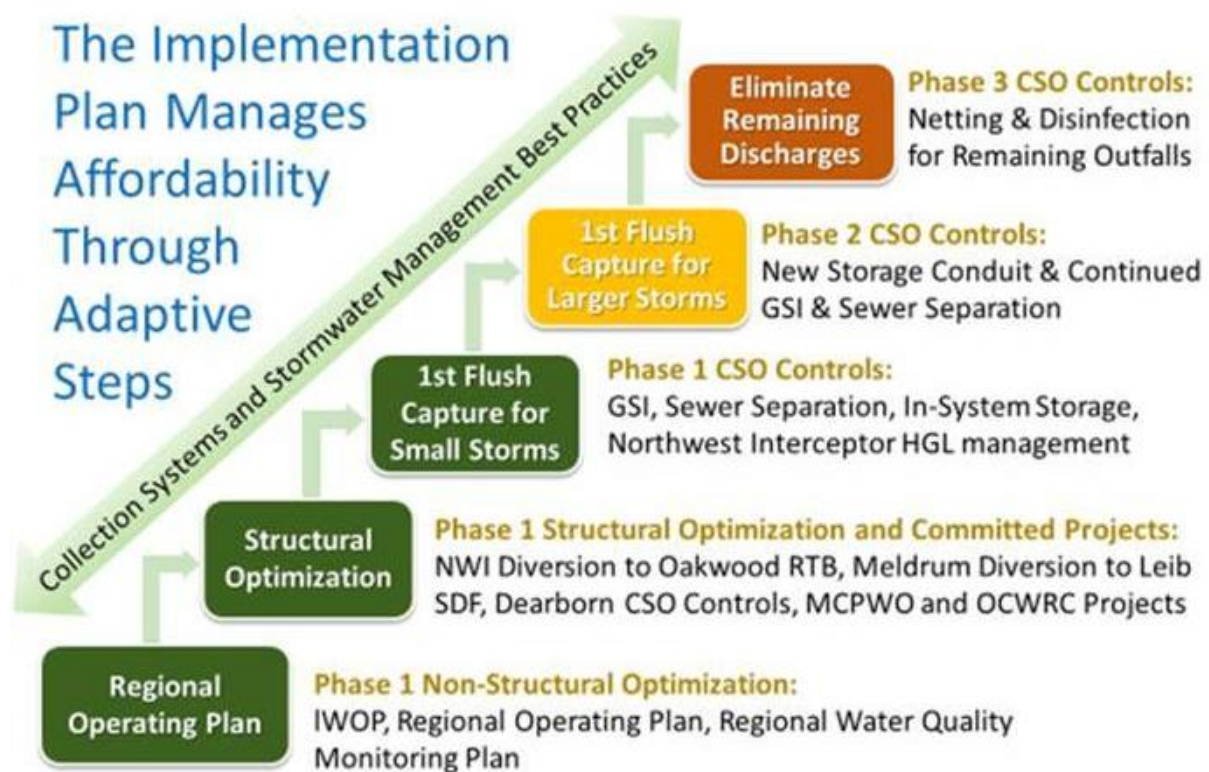 The Implementation
Plan Manages
Affordability
Through
Adaptive
Steps
Collection Systems and Stormwater Management Best Practices
Eliminate
Remaining
Discharges
Phase 3 CSO Controls:
Netting & Disinfection
for Remaining Outfalls
1st Flush
Capture for
Larger Storms
Phase 2 CSO Controls:
New Storage Conduit & Continued
GSI & Sewer Separation
1st Flush
Capture for
Small Storms
Phase 1 CSO Controls:
GSI, Sewer Separation, In-System Storage,
Northwest Interceptor HGL management
Structural
Optimization
Phase 1 Structural Optimization and Committed Projects:
NWI Diversion to Oakwood RTB, Meldrum Diversion to Leib
SDF, Dearborn CSO Controls, MCPWO and OCWRC Projects
Regional
Operating Plan
Phase 1 Non-Structural Optimization:
IWOP, Regional Operating Plan, Regional Water Quality
Monitoring Plan